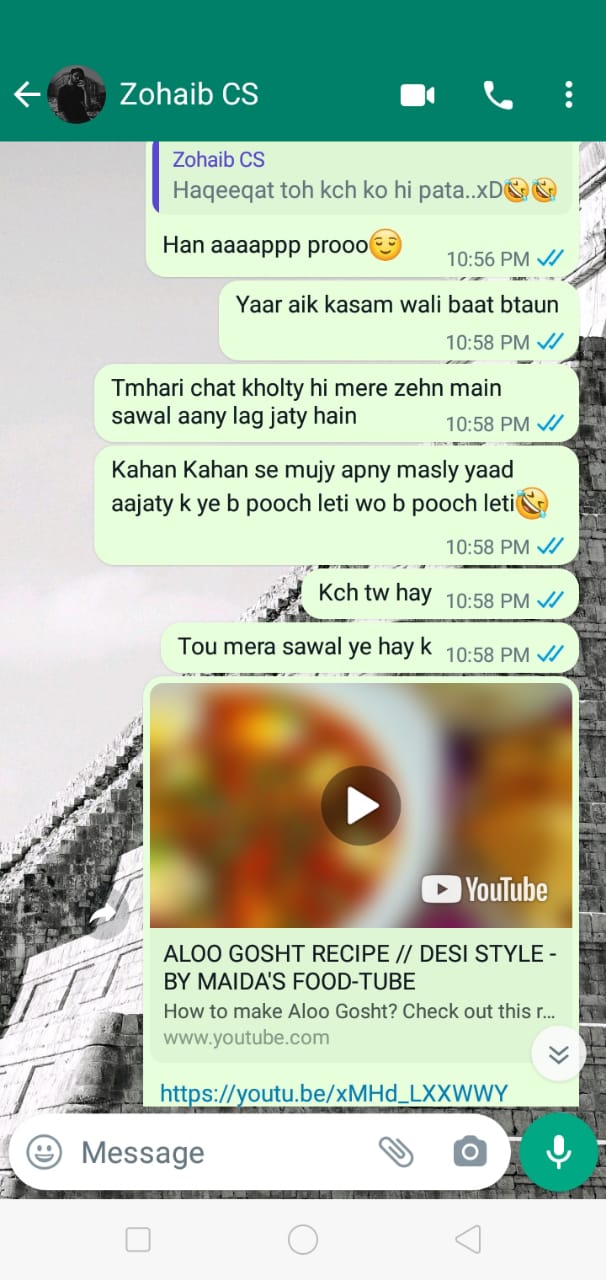 Zohaib CS
Zohaib CS
Haqeeqat toh kch ko hi pata..xD🤣🤣
Han aaaappp prooo😌
10:56 PM
Yaar aik kasam wali baat btaun
10:58 PM
Tmhari chat kholty hi mere zehn main
sawal aany lag jaty hain
10:58 PM
Kahan Kahan se mujy apny masly yaad
aajaty k ye b pooch leti wo b pooch leti🤣
10:58 PM
Kch tw hay 10:58 PM
Tou mera sawal ye hay k 10:58 PM
YouTube
ALOO GOSHT RECIPE // DESI STYLE -
BY MAIDA'S FOOD-TUBE
How to make Aloo Gosht? Check out this r...
www.youtube.com
https://youtu.be/xMHd_LXXWWY
Message